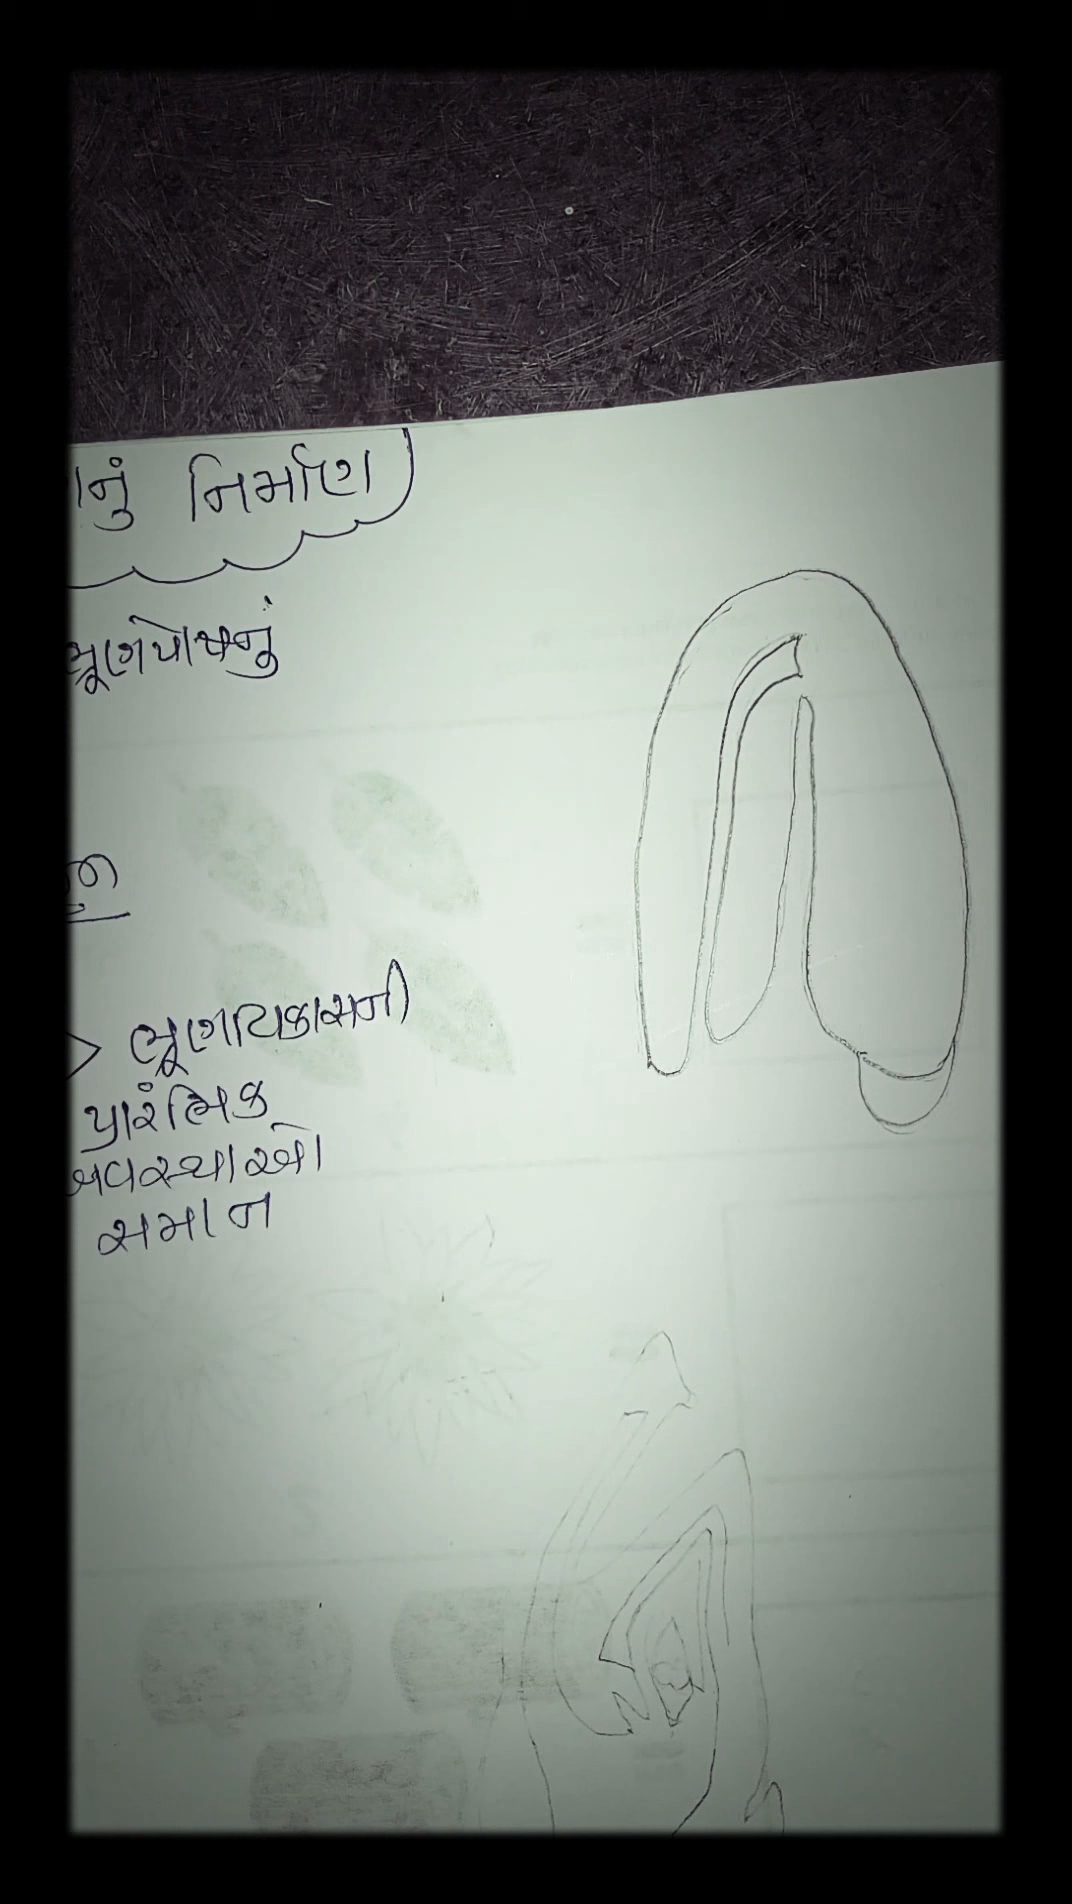 નું નિર્માણ
ભ્રૂણપોષનું
ભ્રૂણવિકાસની
પ્રારંભિક
અવસ્થાઓ
સમાન